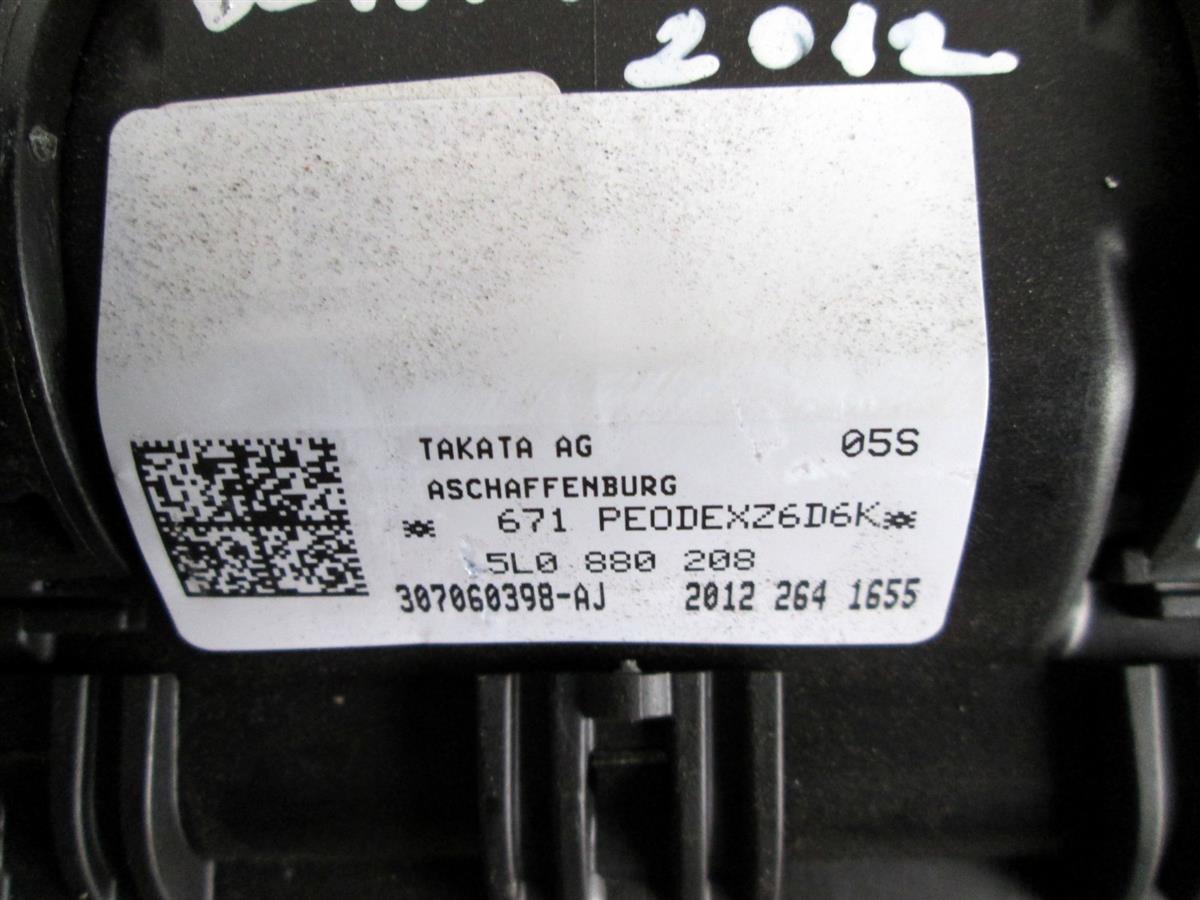 2012
TAKATA AG 05S
ASCHAFFENBURG
* 671 PEODEXZ6D6K*
5L0 880 208
307060398-AJ 2012 264 1655